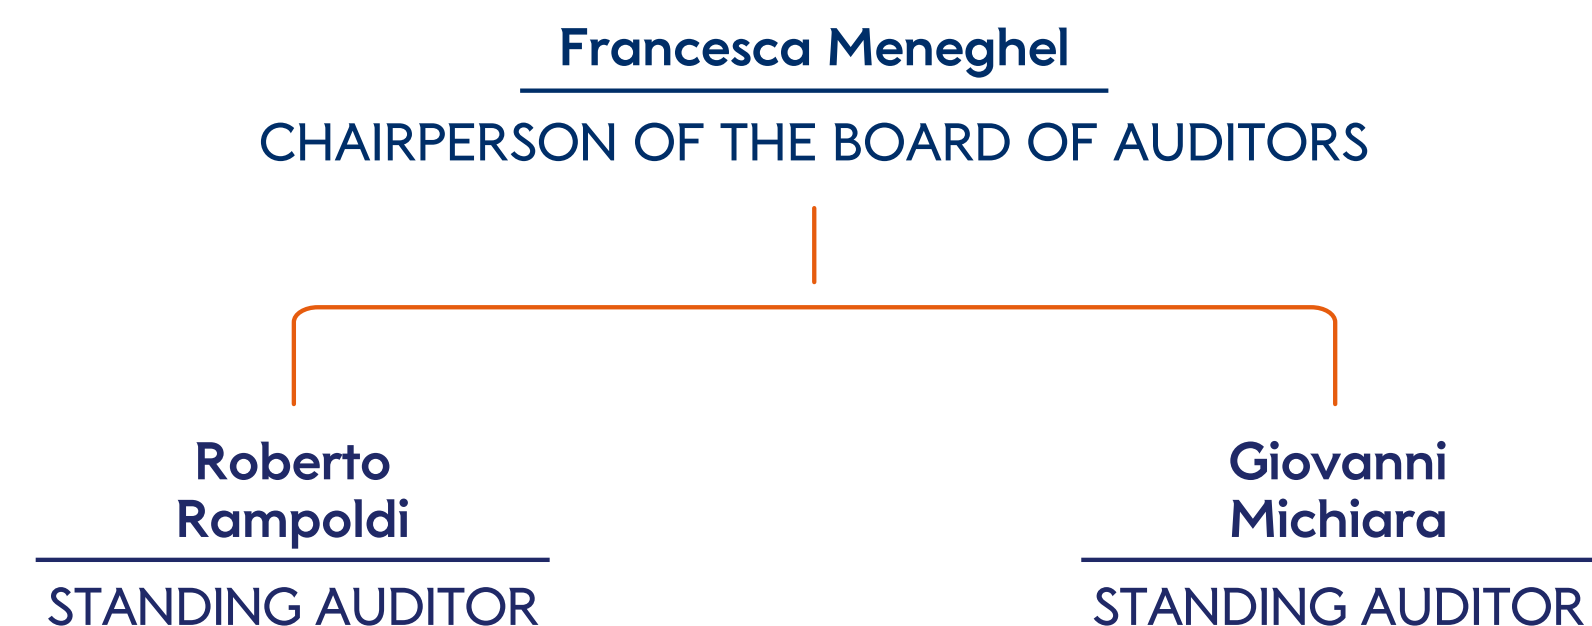 Francesca Meneghel
CHAIRPERSON OF THE BOARD OF AUDITORS
Roberto
Rampoldi
STANDING AUDITOR
Giovanni
Michiara
STANDING AUDITOR